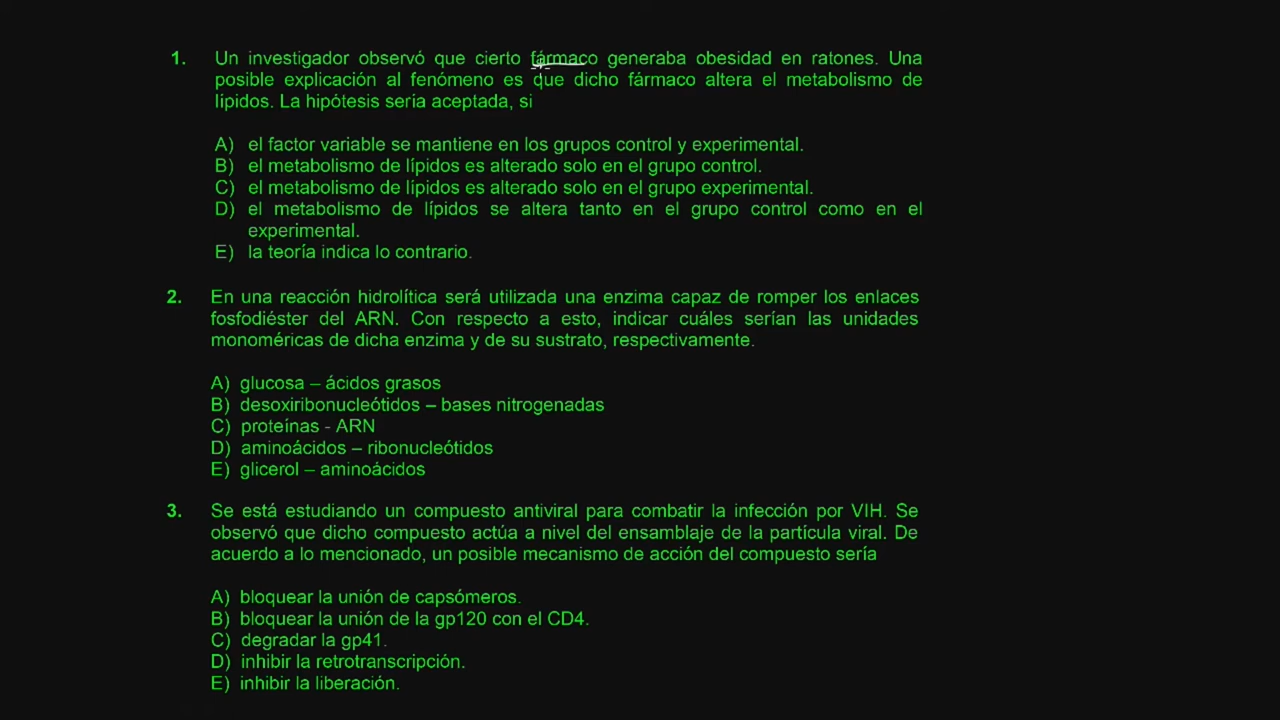 1. Un investigador observó que cierto fármaco generaba obesidad en ratones. Una
posible explicación al fenómeno es que dicho fármaco altera el metabolismo de
lípidos. La hipótesis sería aceptada, si
A) el factor variable se mantiene en los grupos control y experimental.
B) el metabolismo de lípidos es alterado solo en el grupo control.
C) el metabolismo de lípidos es alterado solo en el grupo experimental.
D) el metabolismo de lípidos se altera tanto en el grupo control como en el
experimental.
E) la teoría indica lo contrario.
2. En una reacción hidrolítica será utilizada una enzima capaz de romper los enlaces
fosfodiéster del ARN. Con respecto a esto, indicar cuáles serían las unidades
monoméricas de dicha enzima y de su sustrato, respectivamente.
A) glucosa – ácidos grasos
B) desoxiribonucleótidos – bases nitrogenadas
C) proteínas - ARN
D) aminoácidos – ribonucleótidos
E) glicerol – aminoácidos
3. Se está estudiando un compuesto antiviral para combatir la infección por VIH. Se
observó que dicho compuesto actúa a nivel del ensamblaje de la partícula viral. De
acuerdo a lo mencionado, un posible mecanismo de acción del compuesto sería
A) bloquear la unión de capsómeros.
B) bloquear la unión de la gp120 con el CD4.
C) degradar la gp41.
D) inhibir la retrotranscripción.
E) inhibir la liberación.